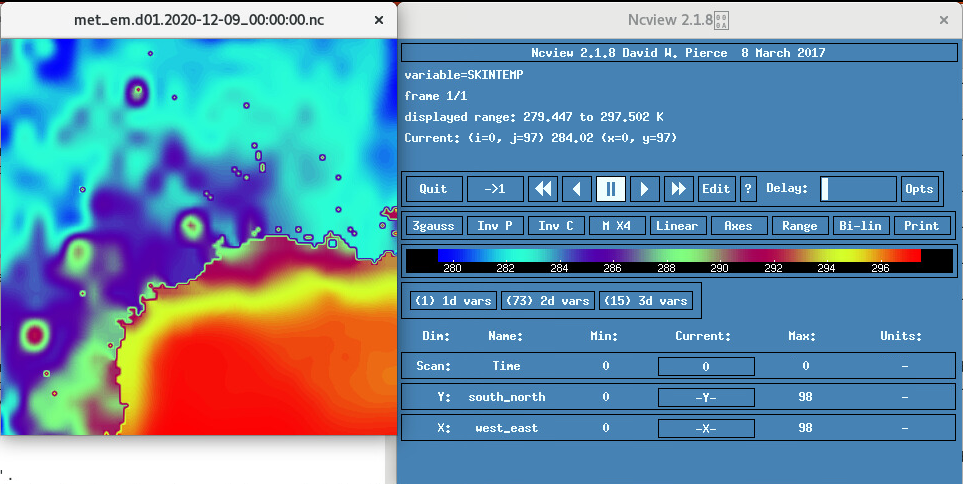 met_em.d01.2020-12-09_00:00:00.nc ×
Ncview 2.1.8 ×
Ncview 2.1.8 David W. Pierce 8 March 2017
variable=SKINTEMP
frame 1/1
displayed range: 279.447 to 297.502 K
Current: (i=0, j=97) 284.02 (x=0, y=97)
Quit ->1 Edit ? Delay: Opts
3gauss Inv P Inv C M X4 Linear Axes Range Bi-lin Print
280 282 284 286 288 290 292 294 296
(1) 1d vars (73) 2d vars (15) 3d vars
Dim: Name: Min: Current: Max: Units:
Scan: Time 0 0 0 -
Y: south_north 0 -Y- 98 -
X: west_east 0 -X- 98 -
' .